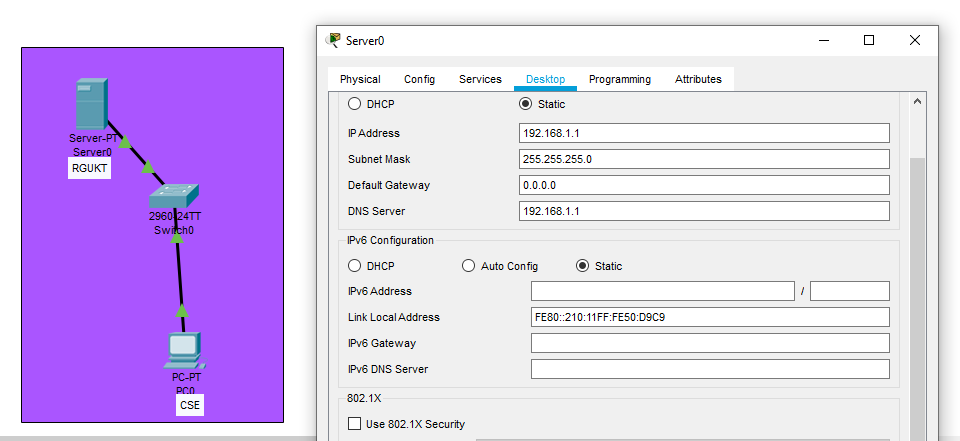 Server-PT
Server0
RGUKT
2960-24TT
Switch0
PC-PT
PC0
CSE
Server0
Physical Config Services Desktop Programming Attributes
DHCP Static
IP Address 192.168.1.1
Subnet Mask 255.255.255.0
Default Gateway 0.0.0.0
DNS Server 192.168.1.1
IPv6 Configuration
DHCP Auto Config Static
IPv6 Address /
Link Local Address FE80::210:11FF:FE50:D9C9
IPv6 Gateway
IPv6 DNS Server
802.1X
Use 802.1X Security